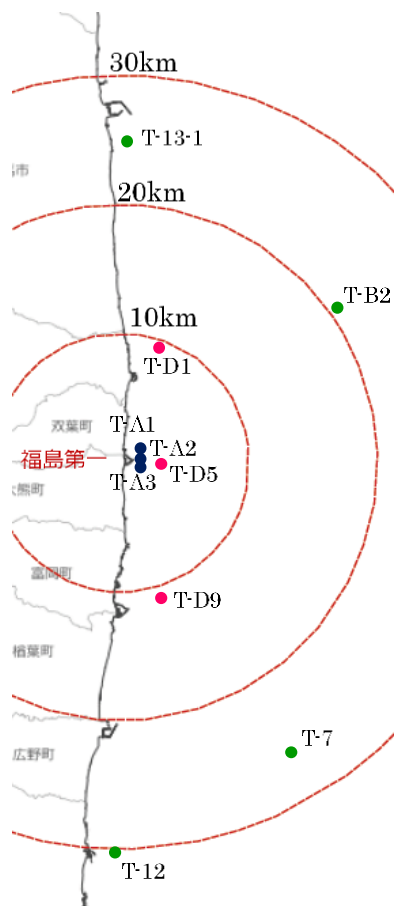 30km
T-13-1
市
20km
T-B2
10km
T-D1
双葉町
T-A1
T-A2
福島第一
T-D5
T-A3
大熊町
富岡町
T-D9
楢葉町
T-7
広野町
T-12